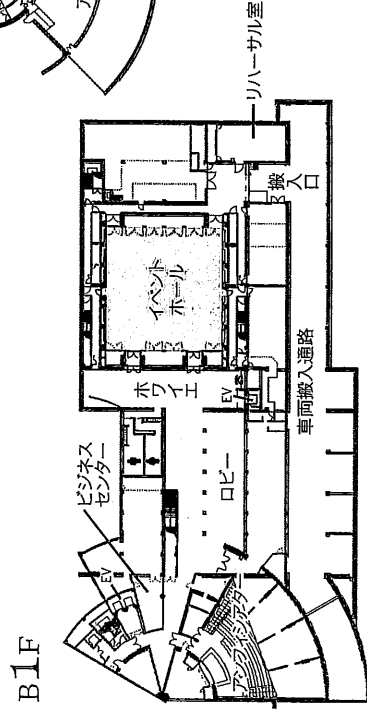 B1F
EV
ビジネス
センター
ホワイエ
EV
ロビー
イベント
ホール
リハーサル室
搬入口
車両搬入通路